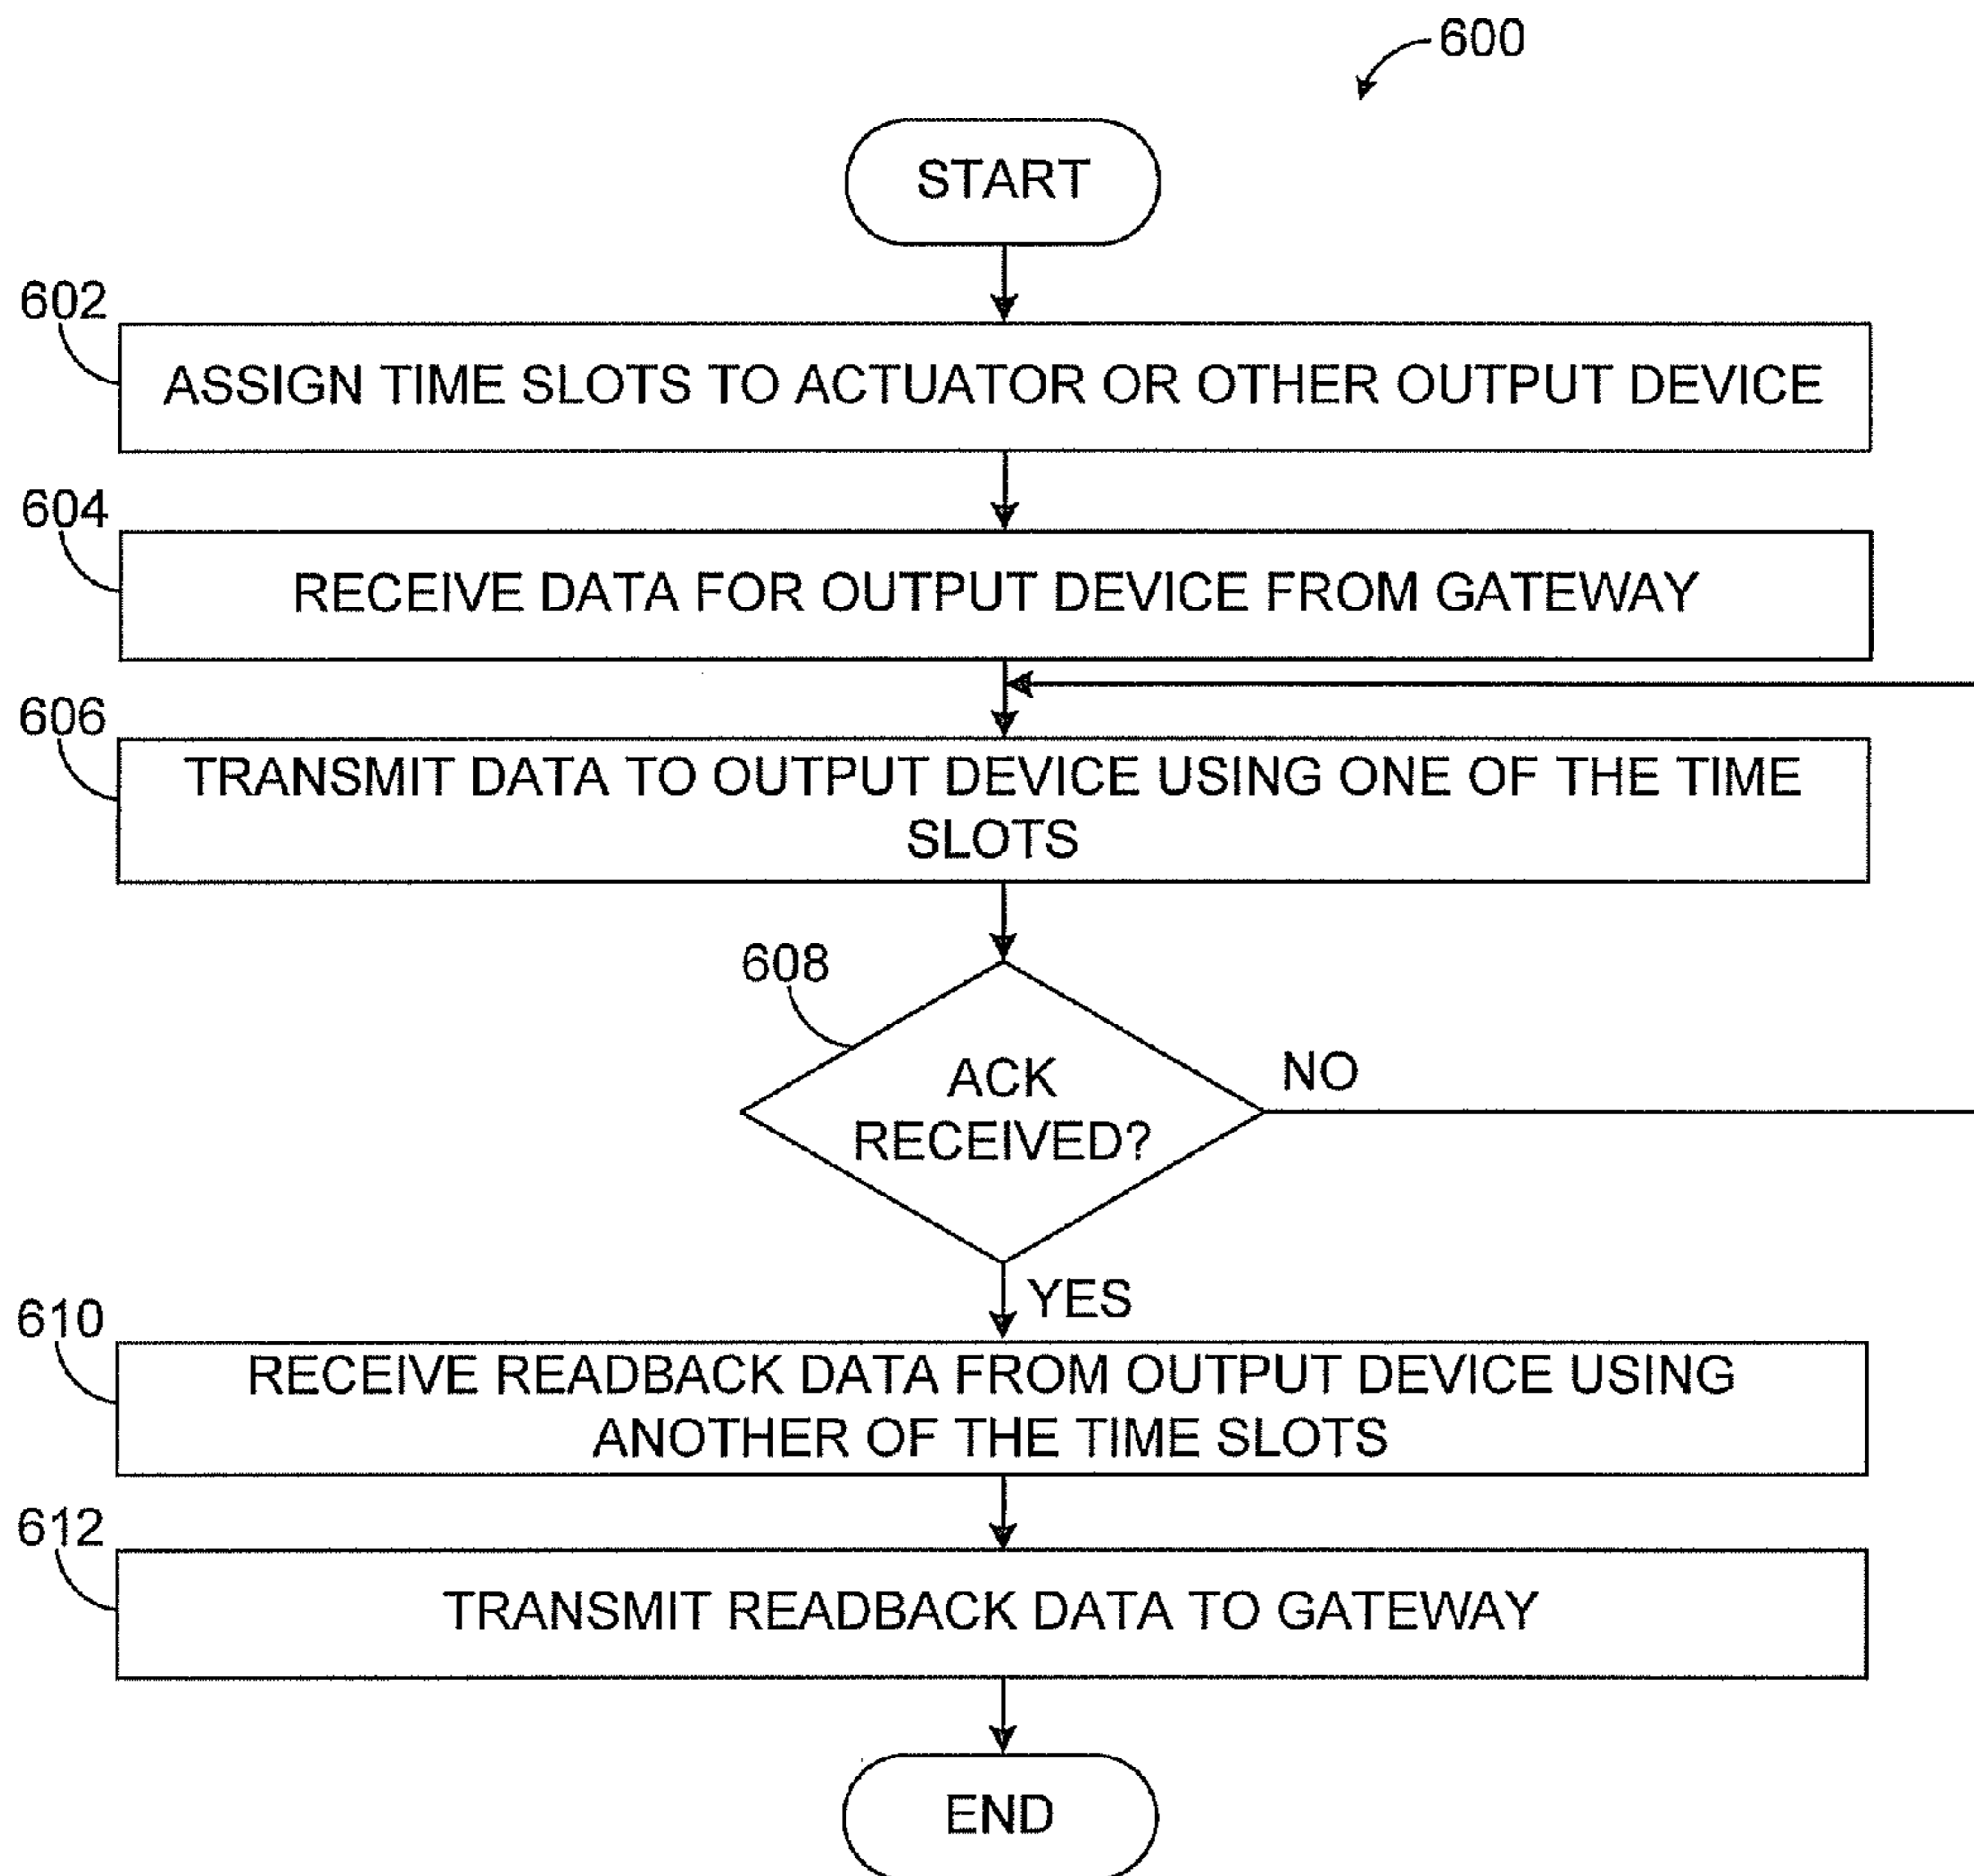 600
START
602
ASSIGN TIME SLOTS TO ACTUATOR OR OTHER OUTPUT DEVICE
604
RECEIVE DATA FOR OUTPUT DEVICE FROM GATEWAY
606
TRANSMIT DATA TO OUTPUT DEVICE USING ONE OF THE TIME
SLOTS
608
ACK
RECEIVED?
NO
YES
610
RECEIVE READBACK DATA FROM OUTPUT DEVICE USING
ANOTHER OF THE TIME SLOTS
612
TRANSMIT READBACK DATA TO GATEWAY
END